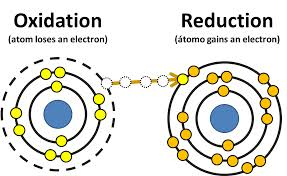 Oxidation
(atom loses an electron)
Reduction
(átomo gains an electron)